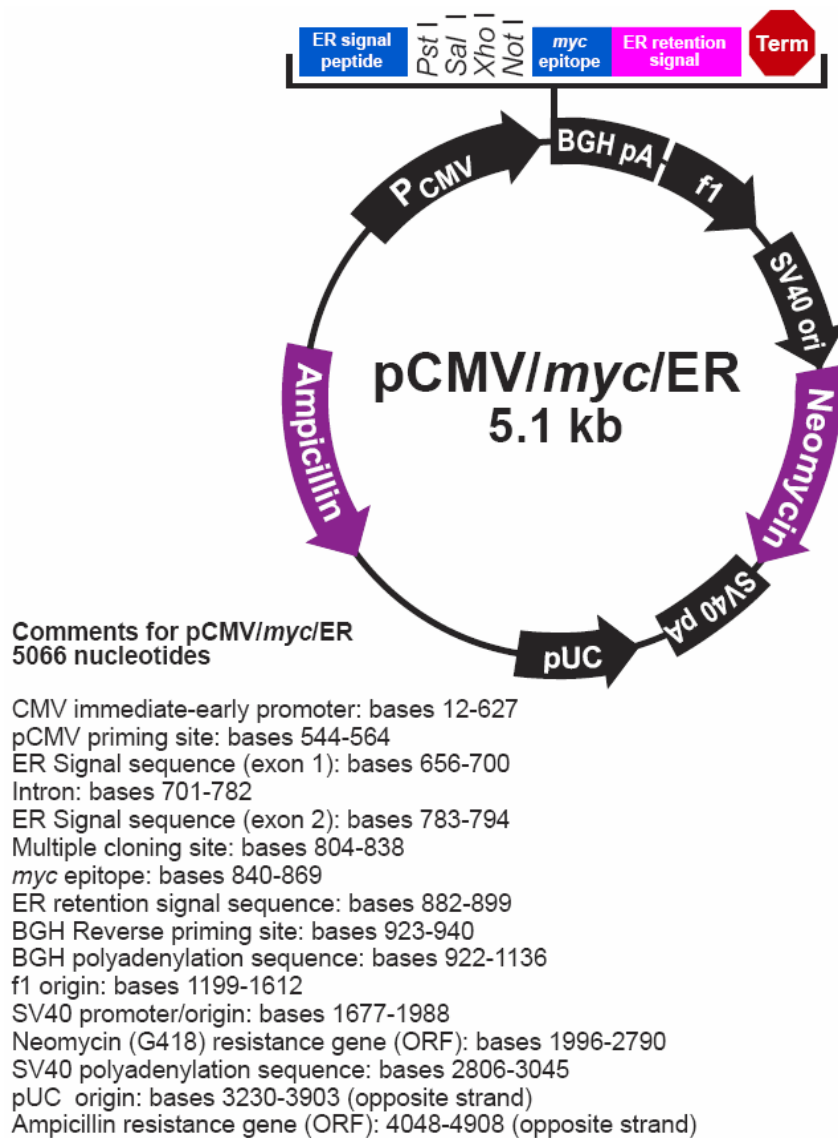 ER signal
peptide
Pst I
Sal I
Xho I
Not I
myc
epitope
ER retention
signal
Term
PCMV
BGH pA
f1
SV40 ori
Neomycin
SV40 pA
pUC
Ampicillin
pCMV/myc/ER
5.1 kb
Comments for pCMV/myc/ER
5066 nucleotides
CMV immediate-early promoter: bases 12-627
pCMV priming site: bases 544-564
ER Signal sequence (exon 1): bases 656-700
Intron: bases 701-782
ER Signal sequence (exon 2): bases 783-794
Multiple cloning site: bases 804-838
myc epitope: bases 840-869
ER retention signal sequence: bases 882-899
BGH Reverse priming site: bases 923-940
BGH polyadenylation sequence: bases 922-1136
f1 origin: bases 1199-1612
SV40 promoter/origin: bases 1677-1988
Neomycin (G418) resistance gene (ORF): bases 1996-2790
SV40 polyadenylation sequence: bases 2806-3045
pUC origin: bases 3230-3903 (opposite strand)
Ampicillin resistance gene (ORF): 4048-4908 (opposite strand)